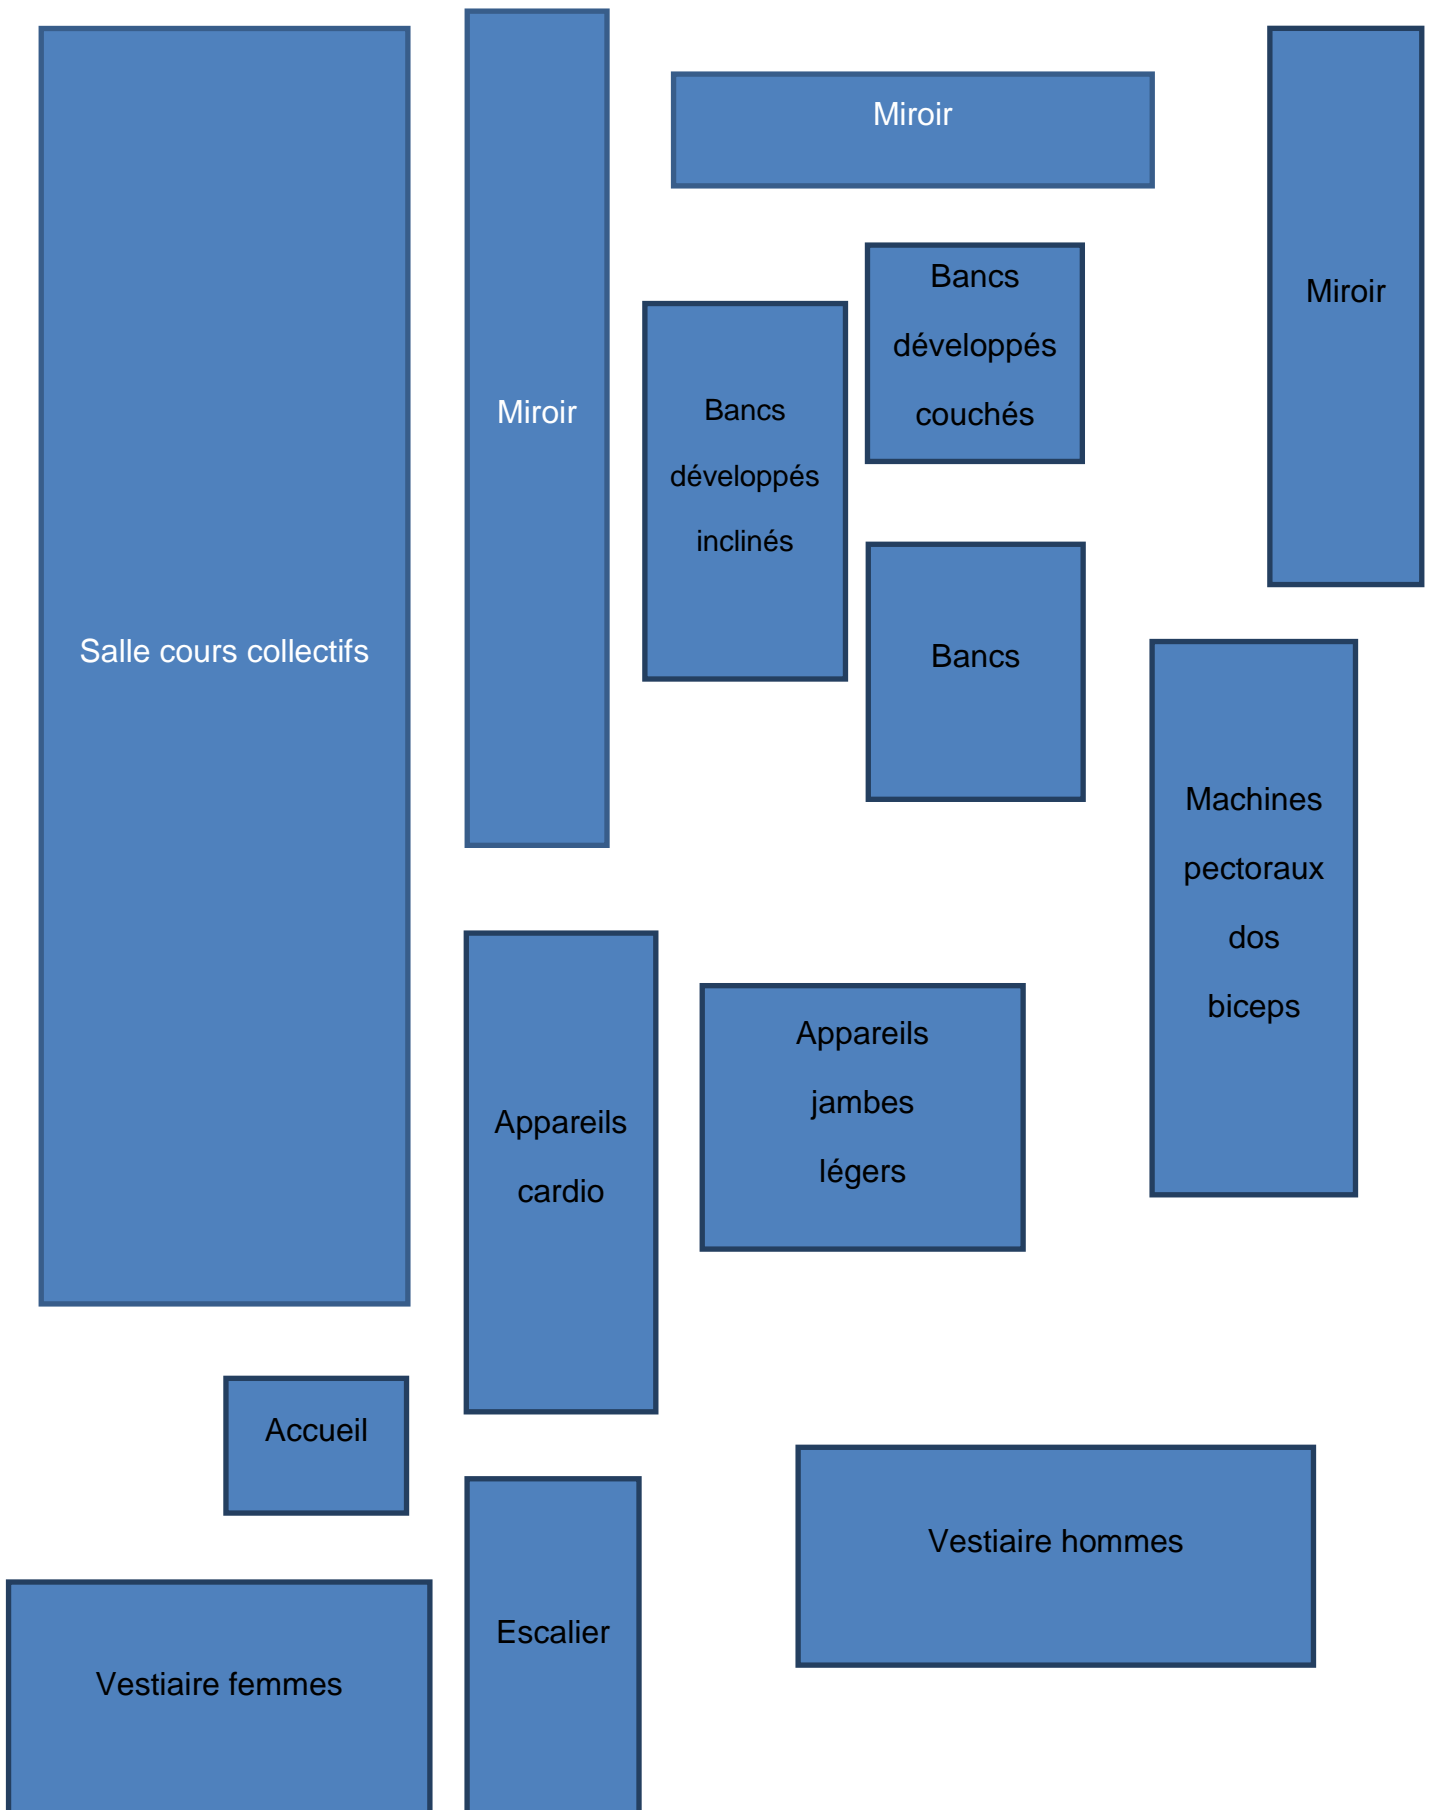 Miroir
Miroir
Bancs
développés
couchés
Miroir
Bancs
développés
inclinés
Salle cours collectifs
Bancs
Machines
pectoraux
dos
biceps
Appareils
cardio
Appareils
jambes
légers
Accueil
Vestiaire hommes
Escalier
Vestiaire femmes